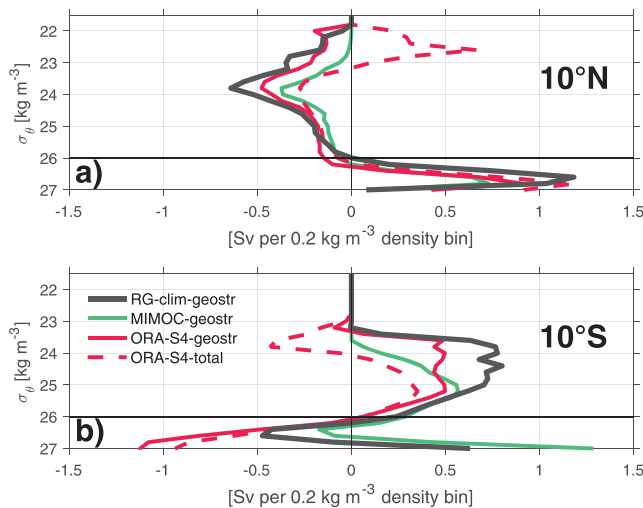 22
23
24
25
26
27
σθ [kg m-3]
10°N
a)
-1.5 -1 -0.5 0 0.5 1 1.5
[Sv per 0.2 kg m-3 density bin]
22
23
24
25
26
27
σθ [kg m-3]
RG-clim-geostr
MIMOC-geostr
ORA-S4-geostr
ORA-S4-total
10°S
b)
-1.5 -1 -0.5 0 0.5 1 1.5
[Sv per 0.2 kg m-3 density bin]